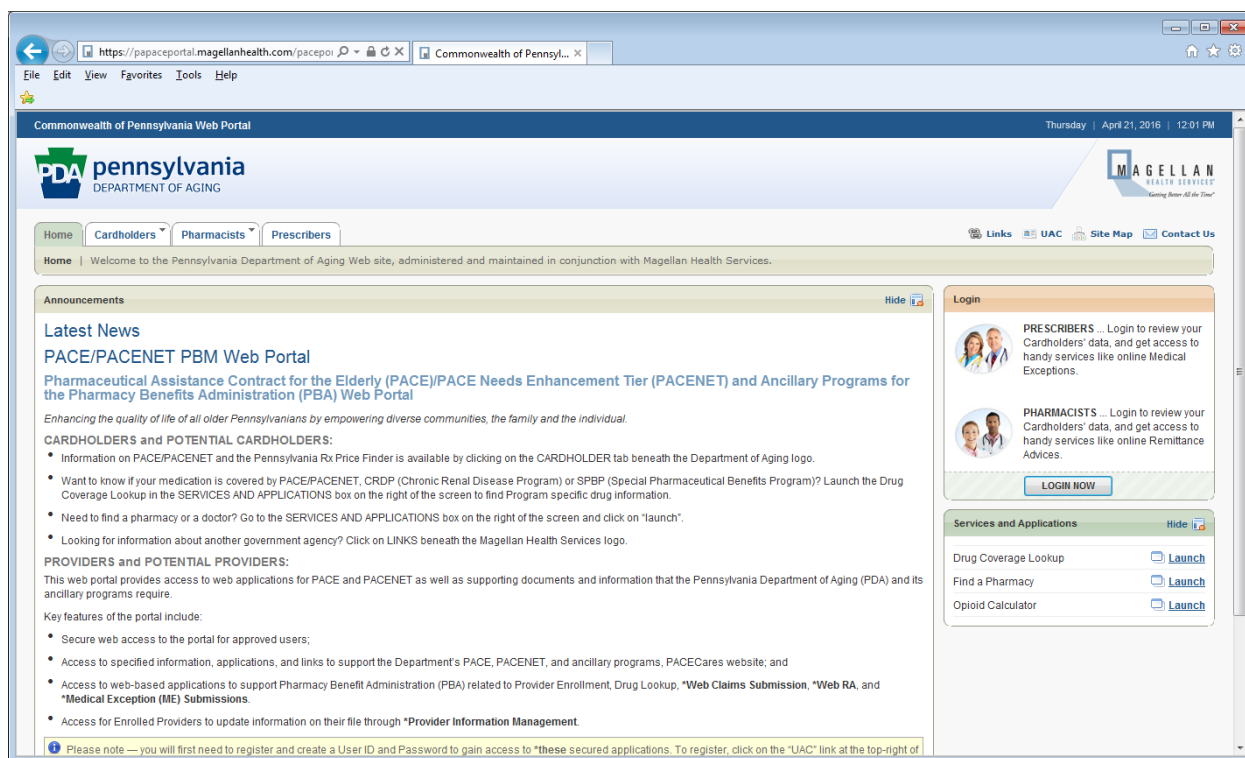 https://papaceportal.magellanhealth.com/pacepor
Commonwealth of Pennsyl...
File Edit View Favorites Tools Help
Commonwealth of Pennsylvania Web Portal
Thursday | April 21, 2016 | 12:01 PM
PDA pennsylvania
DEPARTMENT OF AGING
MAGELLAN
HEALTH SERVICES
Getting Better All the Time
Home Cardholders Pharmacists Prescribers
Links UAC Site Map Contact Us
Home | Welcome to the Pennsylvania Department of Aging Web site, administered and maintained in conjunction with Magellan Health Services.
Announcements
Hide
Latest News
PACE/PACENET PBM Web Portal
Pharmaceutical Assistance Contract for the Elderly (PACE)/PACE Needs Enhancement Tier (PACENET) and Ancillary Programs for
the Pharmacy Benefits Administration (PBA) Web Portal
Enhancing the quality of life of all older Pennsylvanians by empowering diverse communities, the family and the individual.
CARDHOLDERS and POTENTIAL CARDHOLDERS:
• Information on PACE/PACENET and the Pennsylvania Rx Price Finder is available by clicking on the CARDHOLDER tab beneath the Department of Aging logo.
• Want to know if your medication is covered by PACE/PACENET, CRDP (Chronic Renal Disease Program) or SPBP (Special Pharmaceutical Benefits Program)? Launch the Drug
Coverage Lookup in the SERVICES AND APPLICATIONS box on the right of the screen to find Program specific drug information.
• Need to find a pharmacy or a doctor? Go to the SERVICES AND APPLICATIONS box on the right of the screen and click on "launch".
• Looking for information about another government agency? Click on LINKS beneath the Magellan Health Services logo.
PROVIDERS and POTENTIAL PROVIDERS:
This web portal provides access to web applications for PACE and PACENET as well as supporting documents and information that the Pennsylvania Department of Aging (PDA) and its
ancillary programs require.
Key features of the portal include:
• Secure web access to the portal for approved users;
• Access to specified information, applications, and links to support the Department's PACE, PACENET, and ancillary programs, PACECares website; and
• Access to web-based applications to support Pharmacy Benefit Administration (PBA) related to Provider Enrollment, Drug Lookup, *Web Claims Submission, *Web RA, and
*Medical Exception (ME) Submissions.
• Access for Enrolled Providers to update information on their file through *Provider Information Management.
Please note — you will first need to register and create a User ID and Password to gain access to *these secured applications. To register, click on the "UAC" link at the top-right of
Login
PRESCRIBERS ... Login to review your
Cardholders' data, and get access to
handy services like online Medical
Exceptions.
PHARMACISTS ... Login to review your
Cardholders' data, and get access to
handy services like online Remittance
Advices.
LOGIN NOW
Services and Applications
Hide
Drug Coverage Lookup Launch
Find a Pharmacy Launch
Opioid Calculator Launch